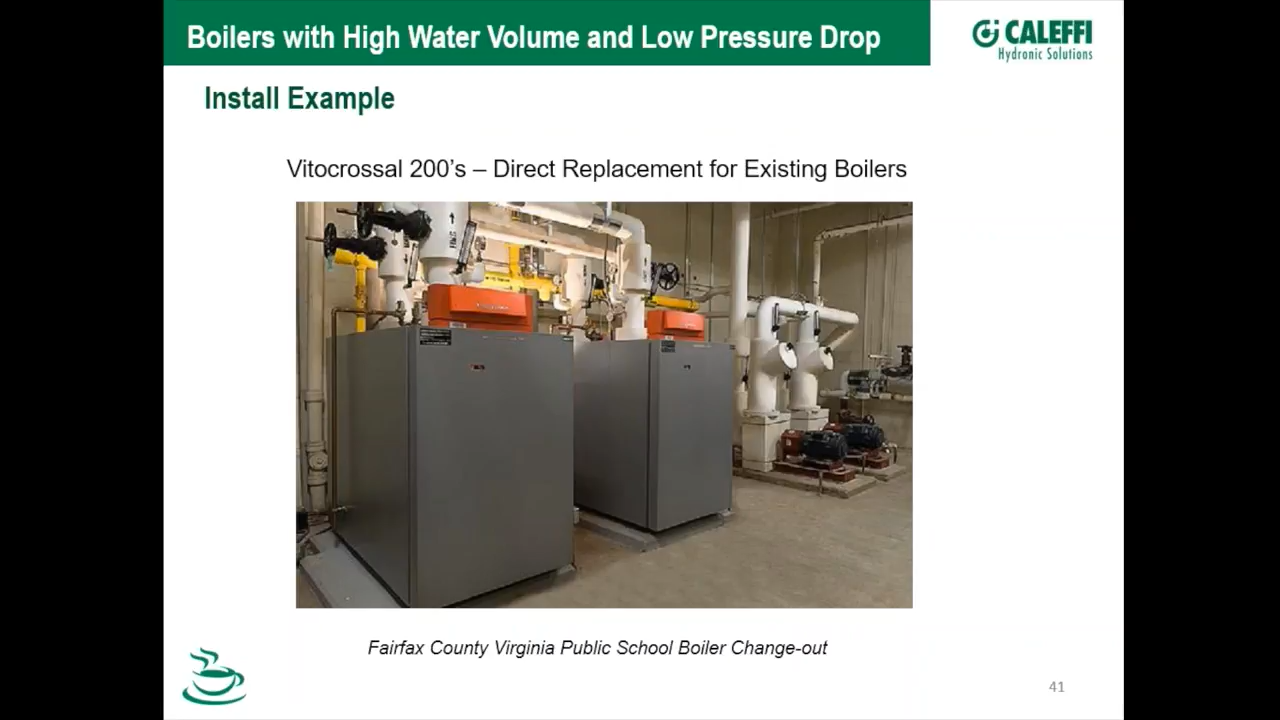 Boilers with High Water Volume and Low Pressure Drop
CALEFFI
Hydronic Solutions
Install Example
Vitocrossal 200's – Direct Replacement for Existing Boilers
Fairfax County Virginia Public School Boiler Change-out
41